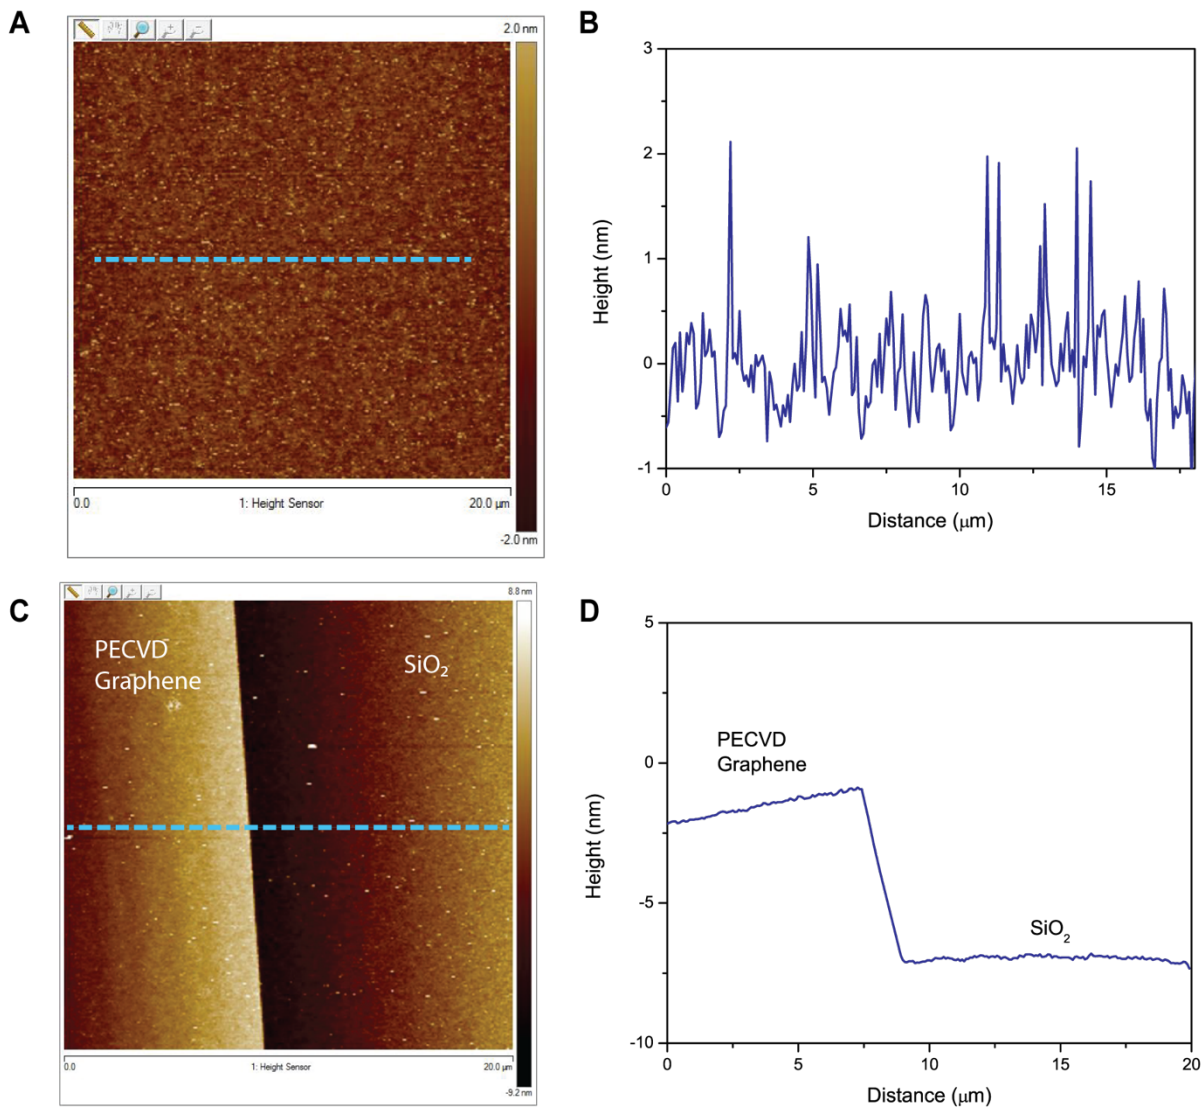 A
2.0 nm
0.0
1: Height Sensor
20.0 µm
-2.0 nm
B
3
2
1
0
-1
Height (nm)
0
5
10
15
Distance (µm)
C
8.8 nm
PECVD
Graphene
SiO₂
0.0
1: Height Sensor
20.0 µm
-9.2 nm
D
5
0
-5
-10
Height (nm)
PECVD
Graphene
SiO₂
0
5
10
15
20
Distance (µm)